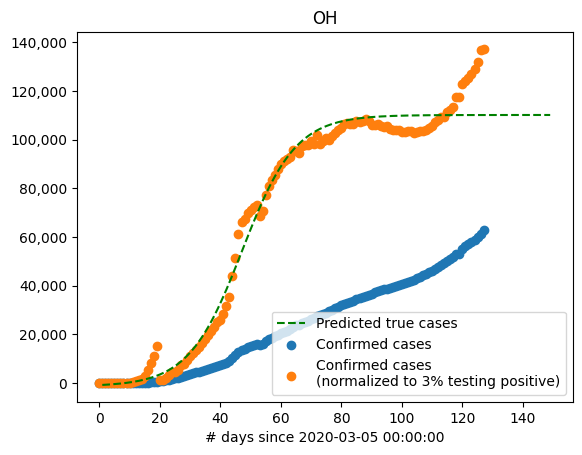 OH
140,000
120,000
100,000
80,000
60,000
40,000
20,000
0
Predicted true cases
Confirmed cases
Confirmed cases
(normalized to 3% testing positive)
0 20 40 60 80 100 120 140
# days since 2020-03-05 00:00:00